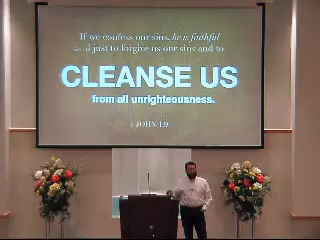 If we confess our sins, he is faithful
and just to forgive us our sins and to
CLEANSE US
from all unrighteousness.
1 JOHN 1:9